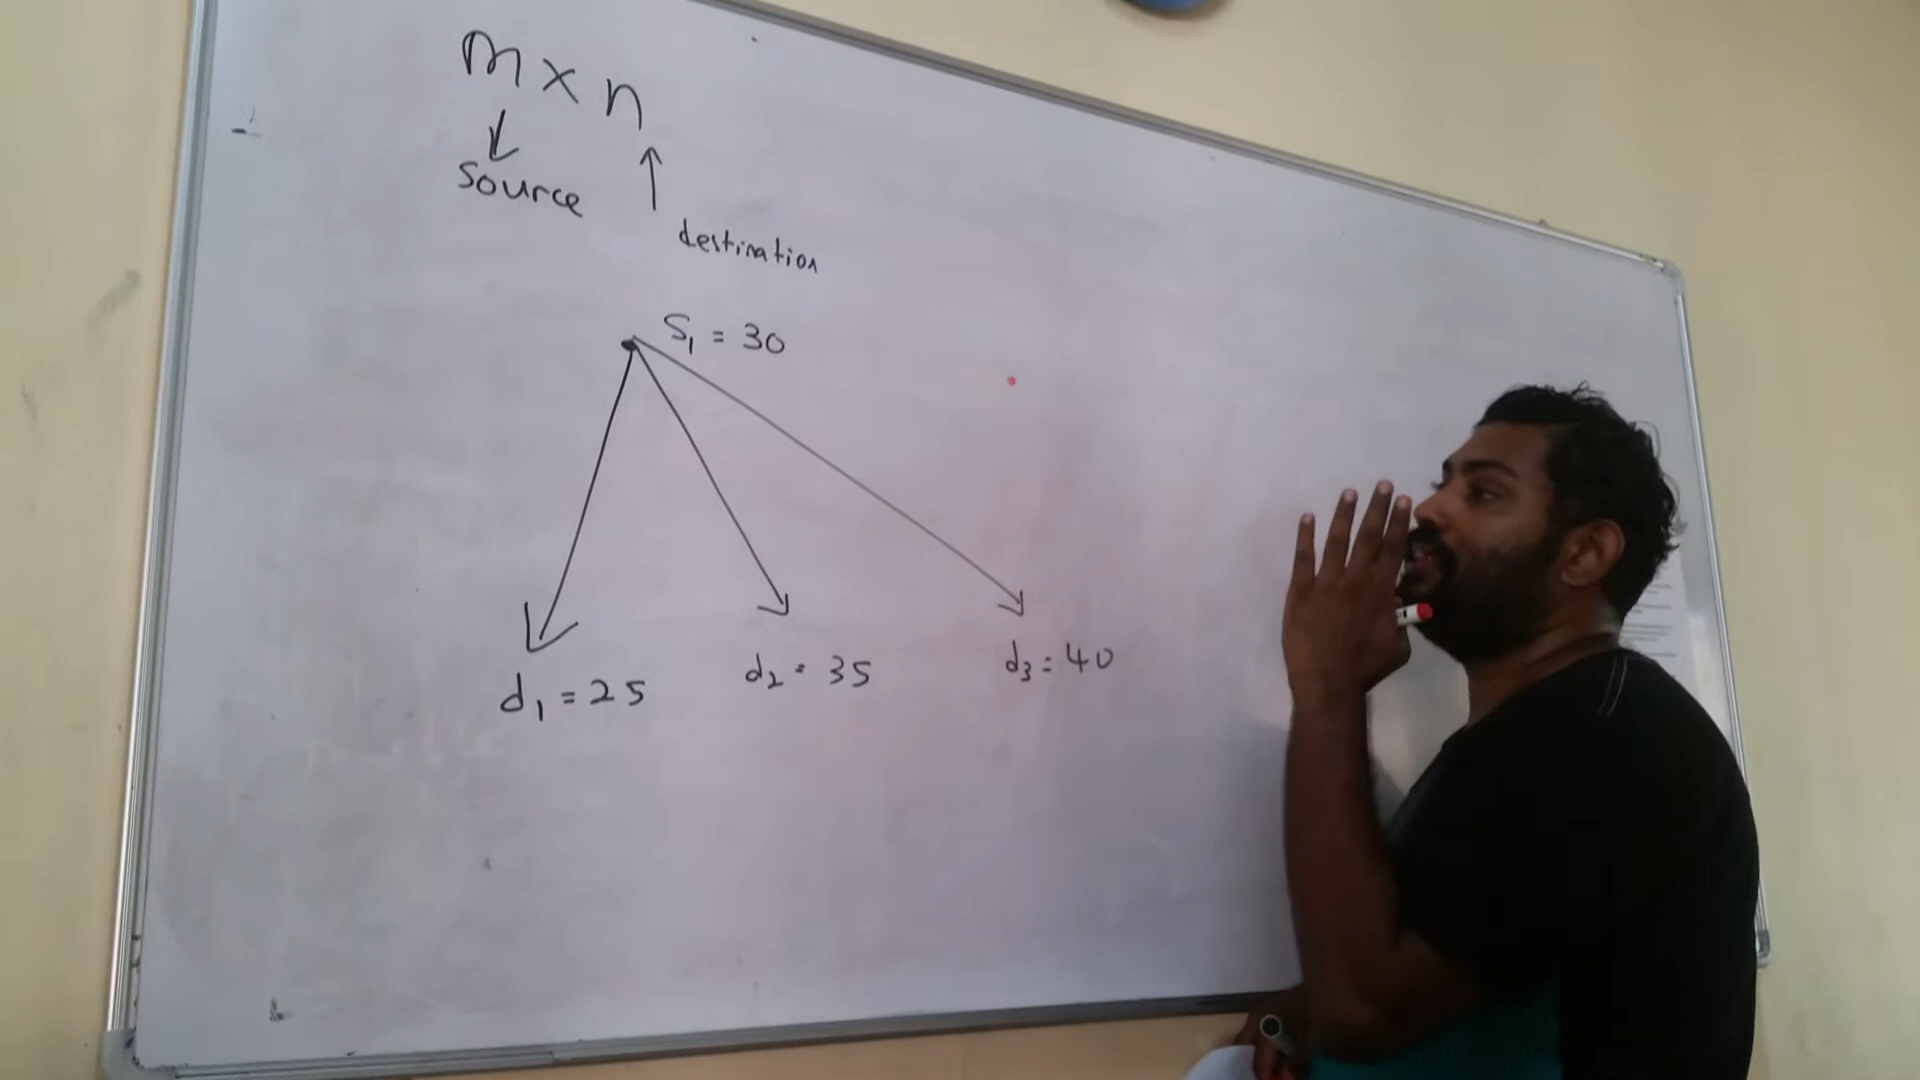 m × n
source
destination
S₁ = 30
d₁ = 25
d₂ = 35
d₃ = 40